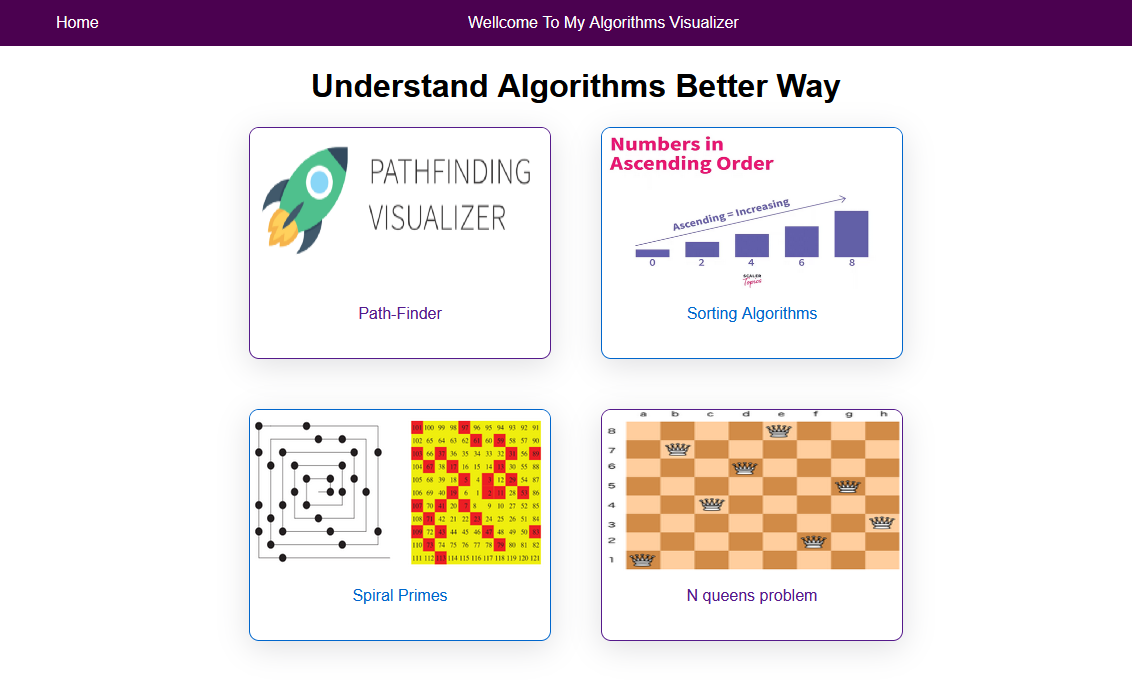 Home
Wellcome To My Algorithms Visualizer
Understand Algorithms Better Way
PATHFINDING
VISUALIZER
Path-Finder
Numbers in
Ascending Order
Ascending = Increasing
0 2 4 6 8
SCALER
Topics
Sorting Algorithms
101 100 99 98 97 96 95 94 93 92 91
102 65 64 63 62 61 60 59 58 57 90
103 66 37 36 35 34 33 32 31 56 89
104 67 38 17 16 15 14 13 30 55 88
105 68 39 18 5 4 3 12 29 54 87
106 69 40 19 6 1 2 11 28 53 86
107 70 41 20 7 8 9 10 27 52 85
108 71 42 21 22 23 24 25 26 51 84
109 72 43 44 45 46 47 48 49 50 83
110 73 74 75 76 77 78 79 80 81 82
111 112 113 114 115 116 117 118 119 120 121
Spiral Primes
a b c d e f g h
8
7
6
5
4
3
2
1
N queens problem